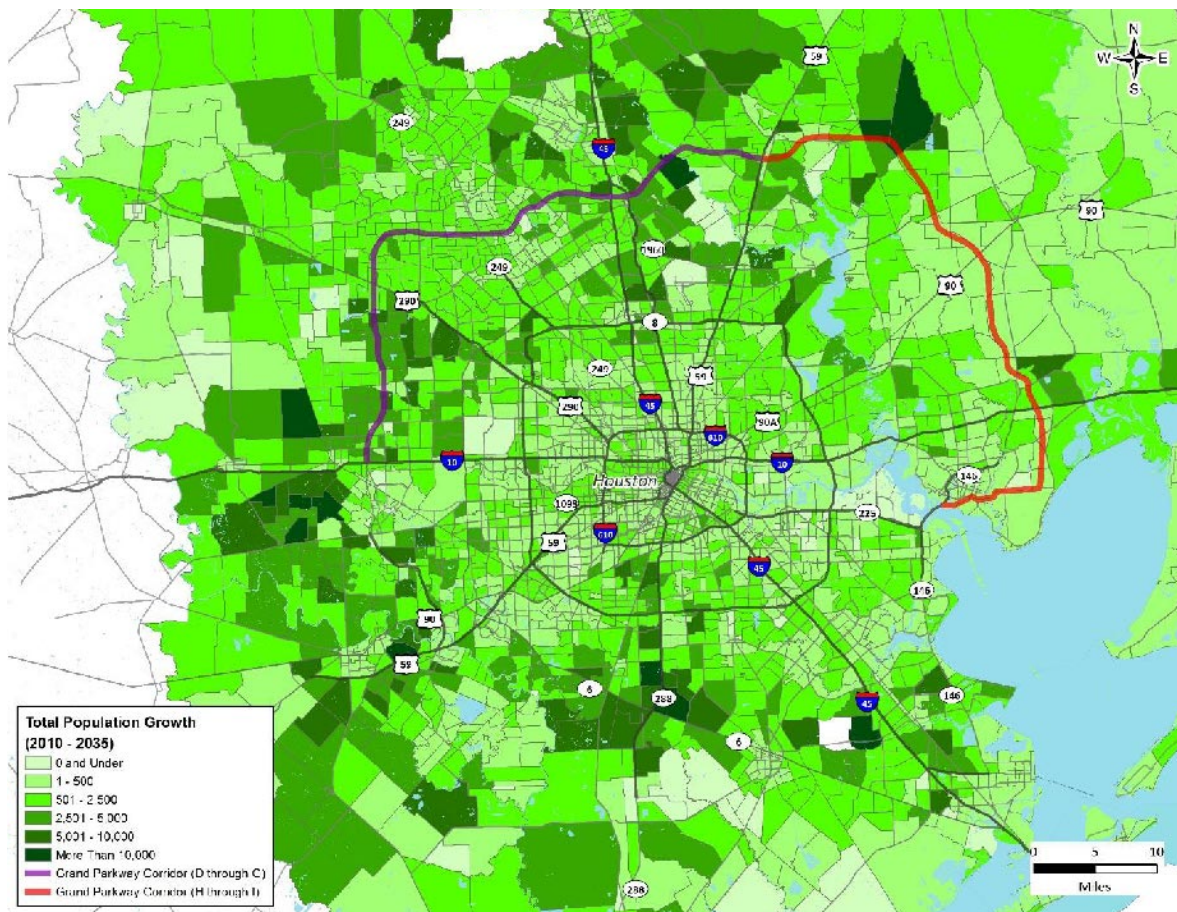 N
W E
S
59
249
45
90
1960
249
90
290
8
249
59
290
45
90A
610
10
10
146
Houston
1093
225
59
610
45
146
90
59
6
288
146
45
6
288
Total Population Growth
(2010 - 2035)
0 and Under
1 - 500
501 - 2,500
2,501 - 5,000
5,001 - 10,000
More Than 10,000
Grand Parkway Corridor (D through G)
Grand Parkway Corridor (H through I)
0 5 10
Miles